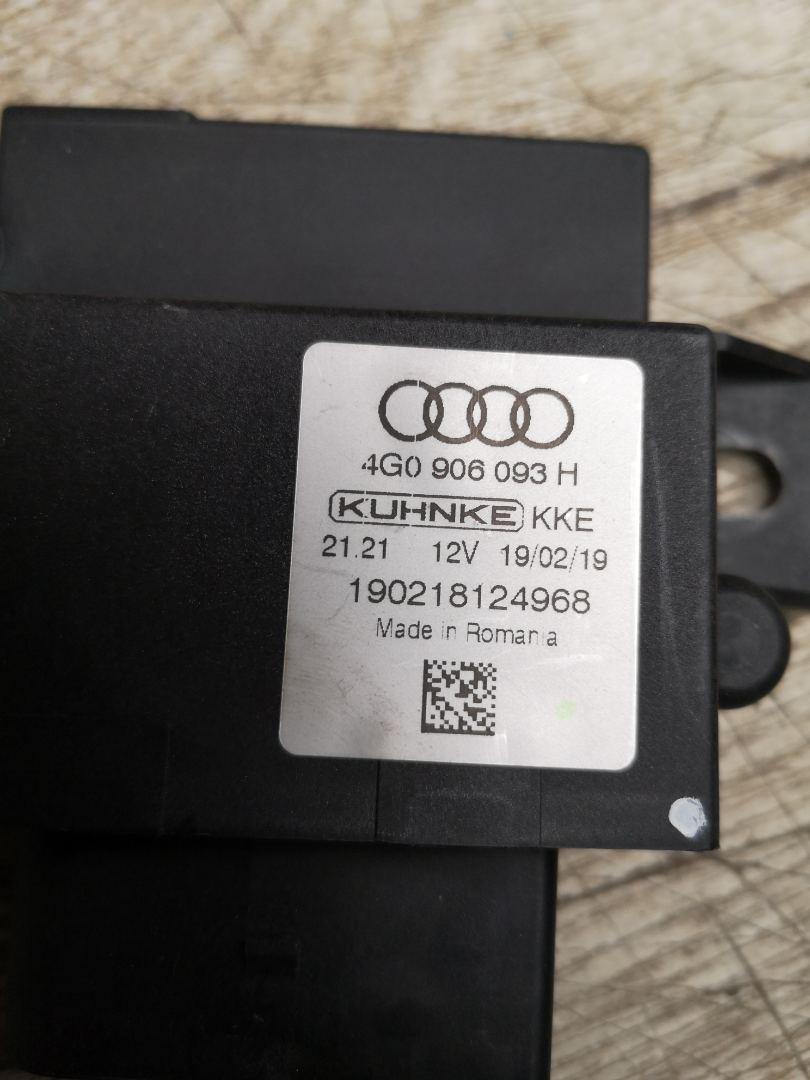 4G0 906 093 H
KUHNKE KKE
21.21 12V 19/02/19
190218124968
Made in Romania